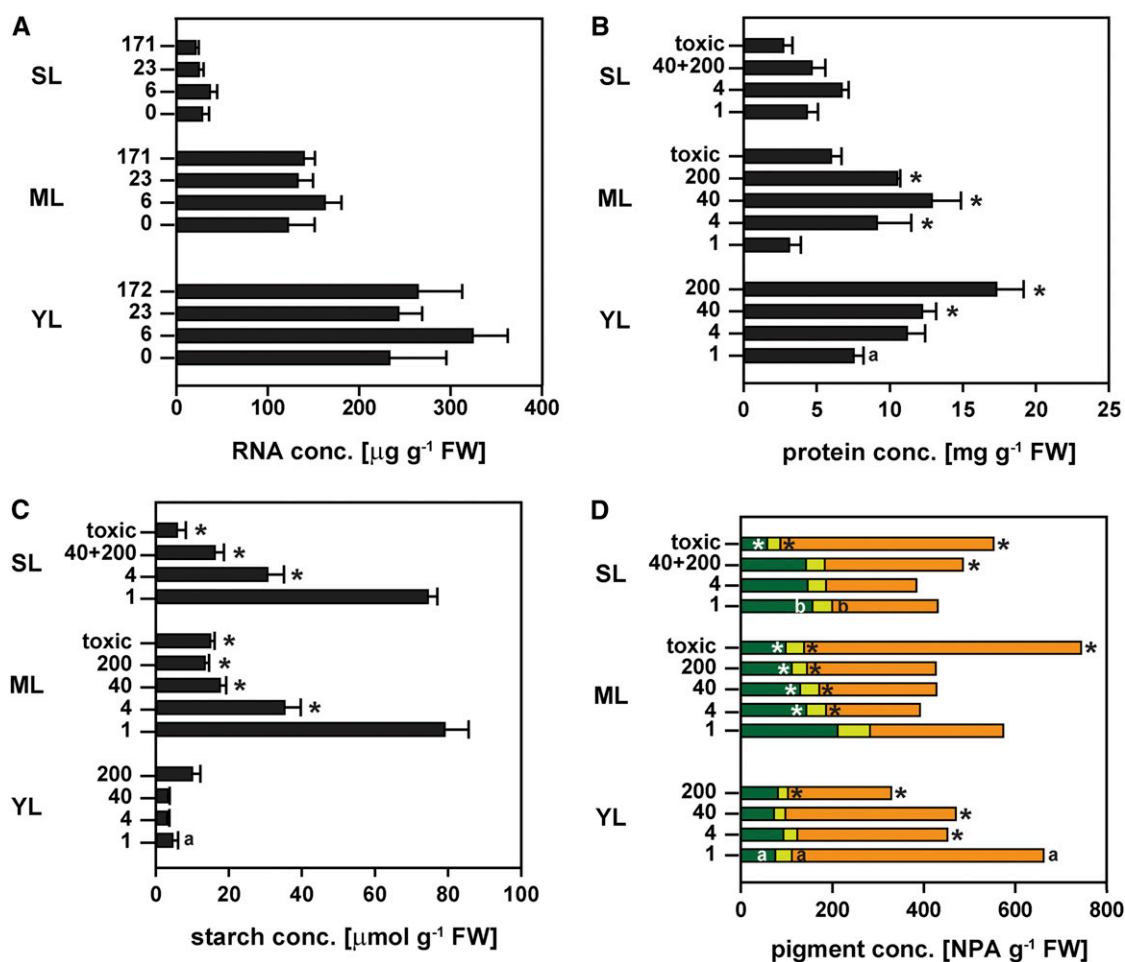 A
SL
171
23
6
0
ML
171
23
6
0
YL
172
23
6
0
0 100 200 300 400
RNA conc. [µg g-1 FW]
B
SL
toxic
40+200
4
1
ML
toxic
200 *
40 *
4 *
1
YL
200 *
40 *
4
1 a
0 5 10 15 20 25
protein conc. [mg g-1 FW]
C
SL
toxic *
40+200 *
4 *
1
ML
toxic *
200 *
40 *
4 *
1
YL
200
40
4
1 a
0 20 40 60 80 100
starch conc. [µmol g-1 FW]
D
SL
toxic * * *
40+200 *
4
1 b b
ML
toxic * * *
200 * *
40 * *
4 * *
1
YL
200 * *
40 *
4 *
1 a a a
0 200 400 600 800
pigment conc. [NPA g-1 FW]